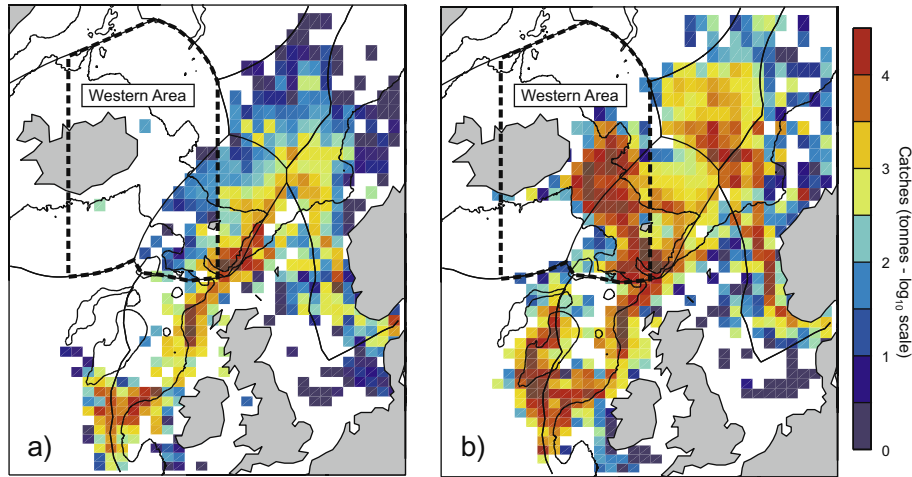 Western Area
a)
Western Area
b)
4
3
2
1
0
Catches (tonnes - log10 scale)